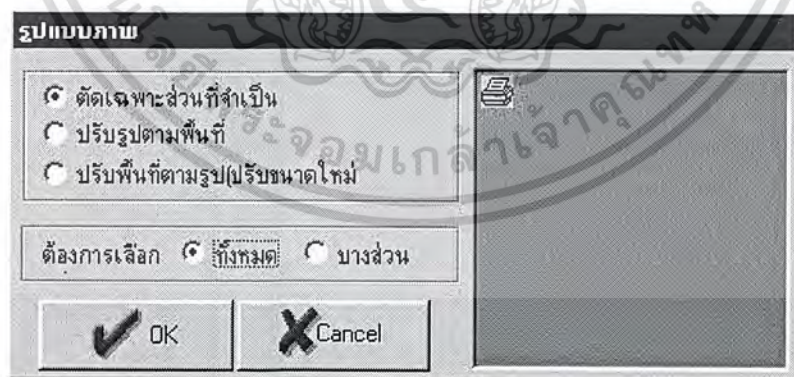 รูปแบบภาพ
ตัดเฉพาะส่วนที่จำเป็น
ปรับรูปตามพื้นที่
ปรับพื้นที่ตามรูป(ปรับขนาดใหม่
ต้องการเลือก ทั้งหมด บางส่วน
OK Cancel